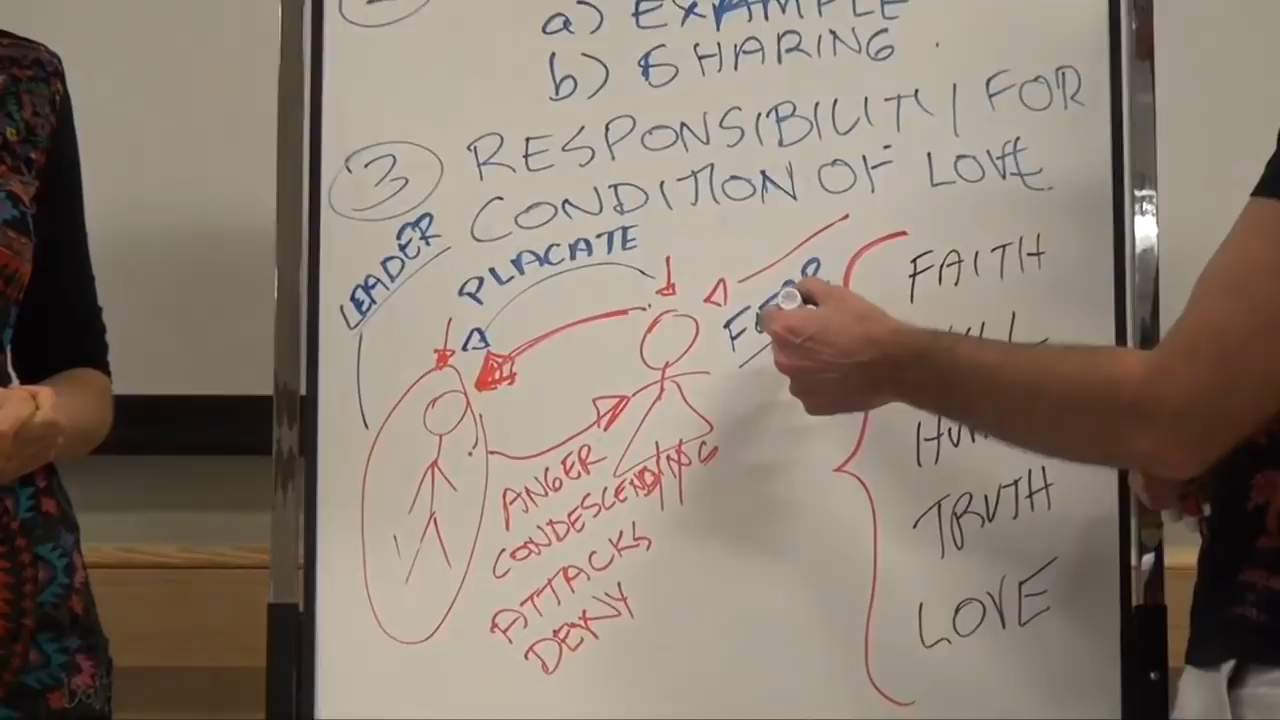 a) EXAMPLE
b) SHARING
3 RESPONSIBILITY FOR
CONDITION OF LOVE
LEADER
PLACATE
FAITH
TRUTH
LOVE
ANGER
CONDESCENDING
ATTACKS
DENY